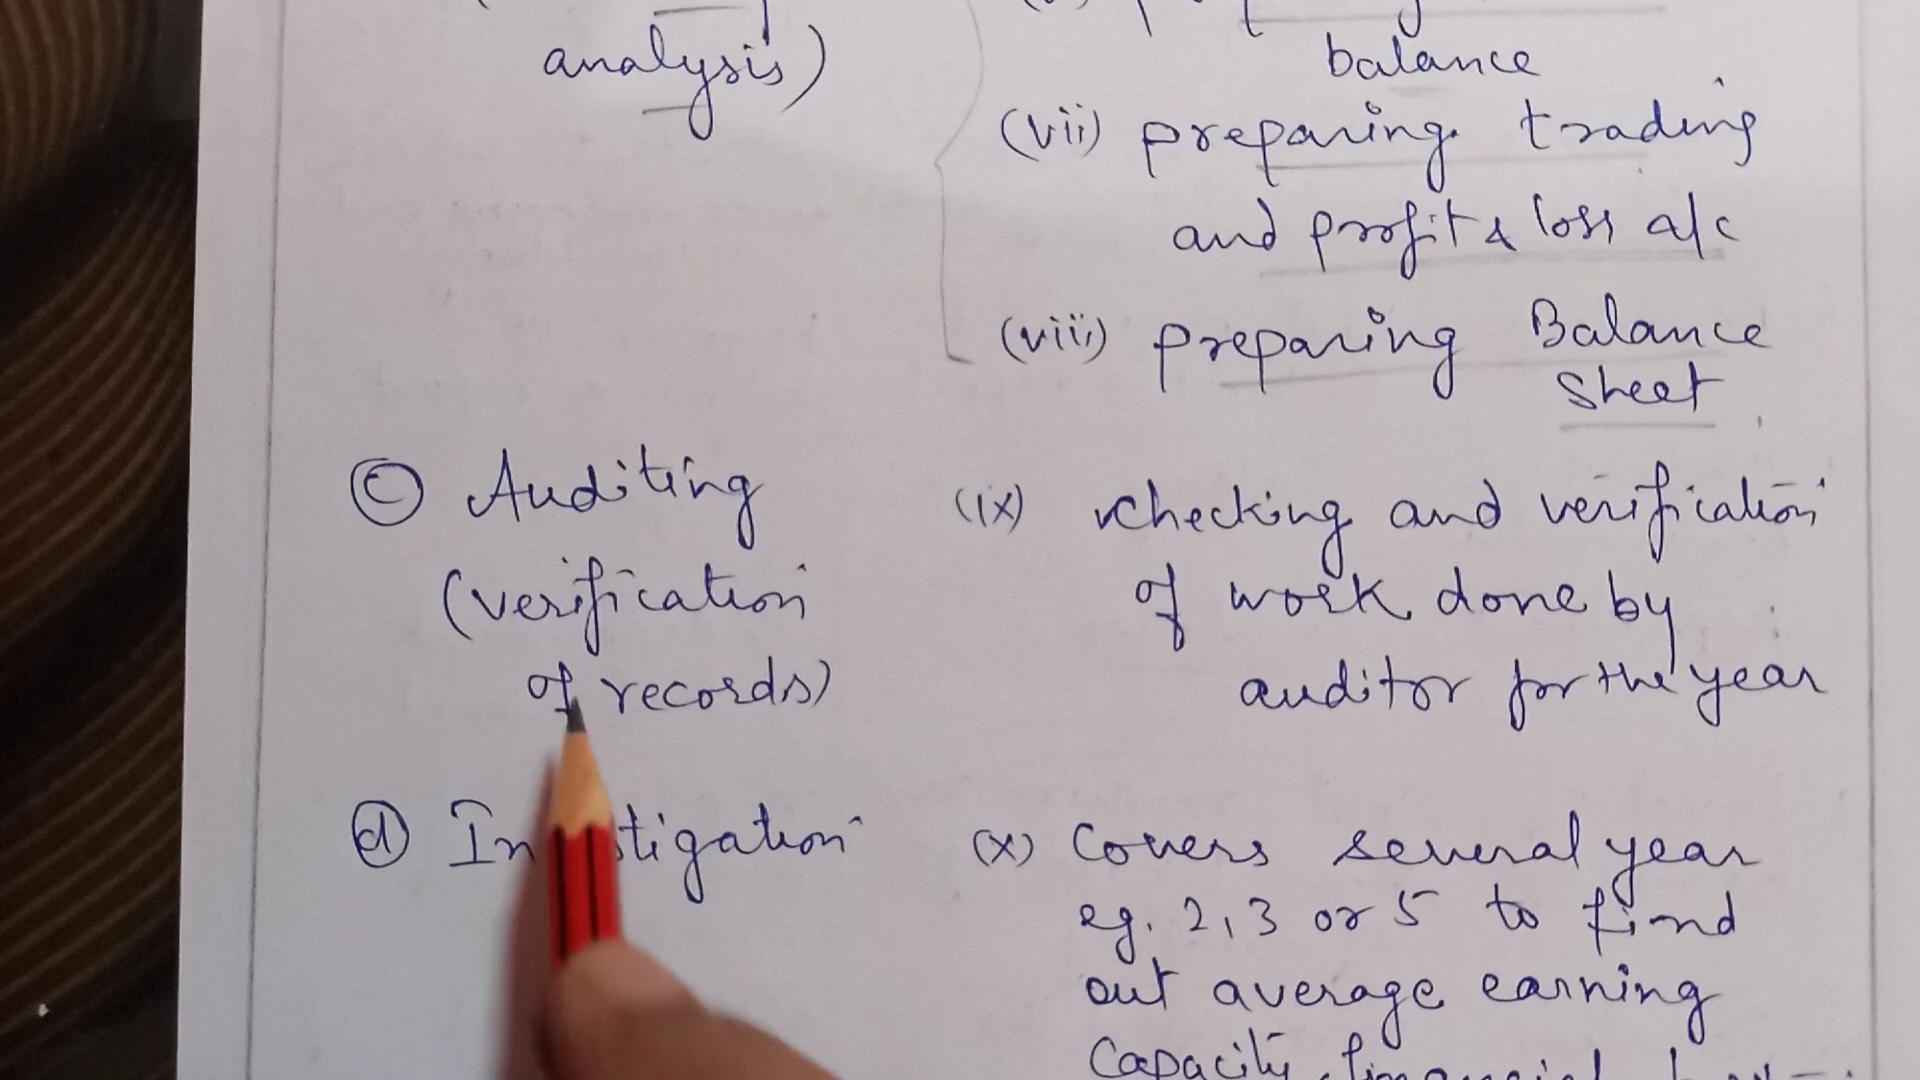 analysis)
balance
(vii) preparing trading
and profit & loss a/c
(viii) preparing Balance
Sheet
(c) Auditing
(verification
of records)
(ix) checking and verification
of work done by
auditor for the year
(d)
(x) Covers several year
eg. 2,3 or 5 to find
out average earning
Capacity, financial